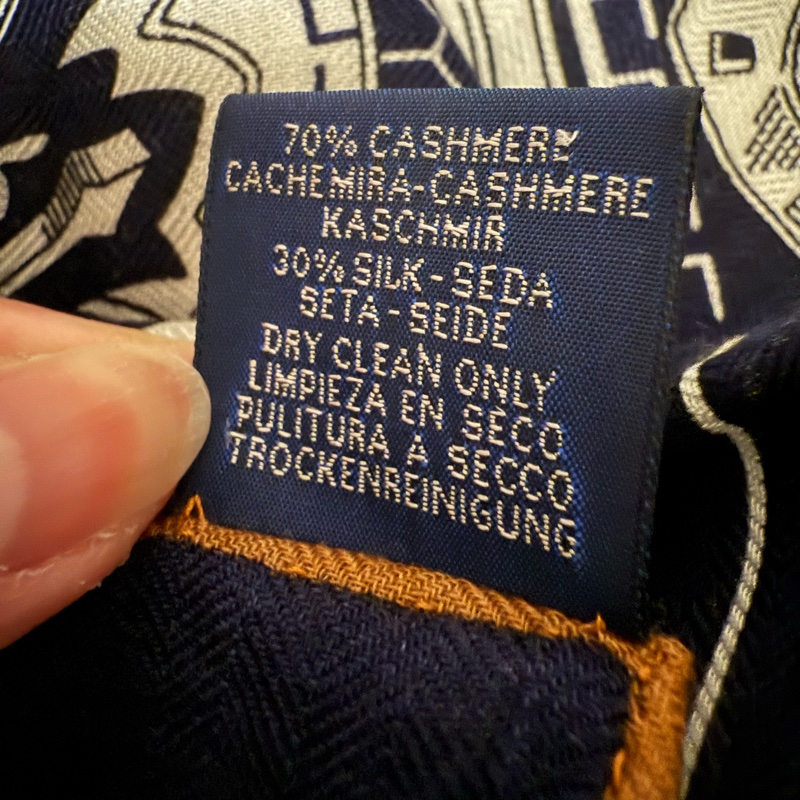 70% CASHMERE
CACHEMIRA-CASHMERE
KASCHMIR
30% SILK-SEDA
SETA-SEIDE
DRY CLEAN ONLY
LIMPIEZA EN SECO
PULITURA A SECCO
TROCKENREINIGUNG